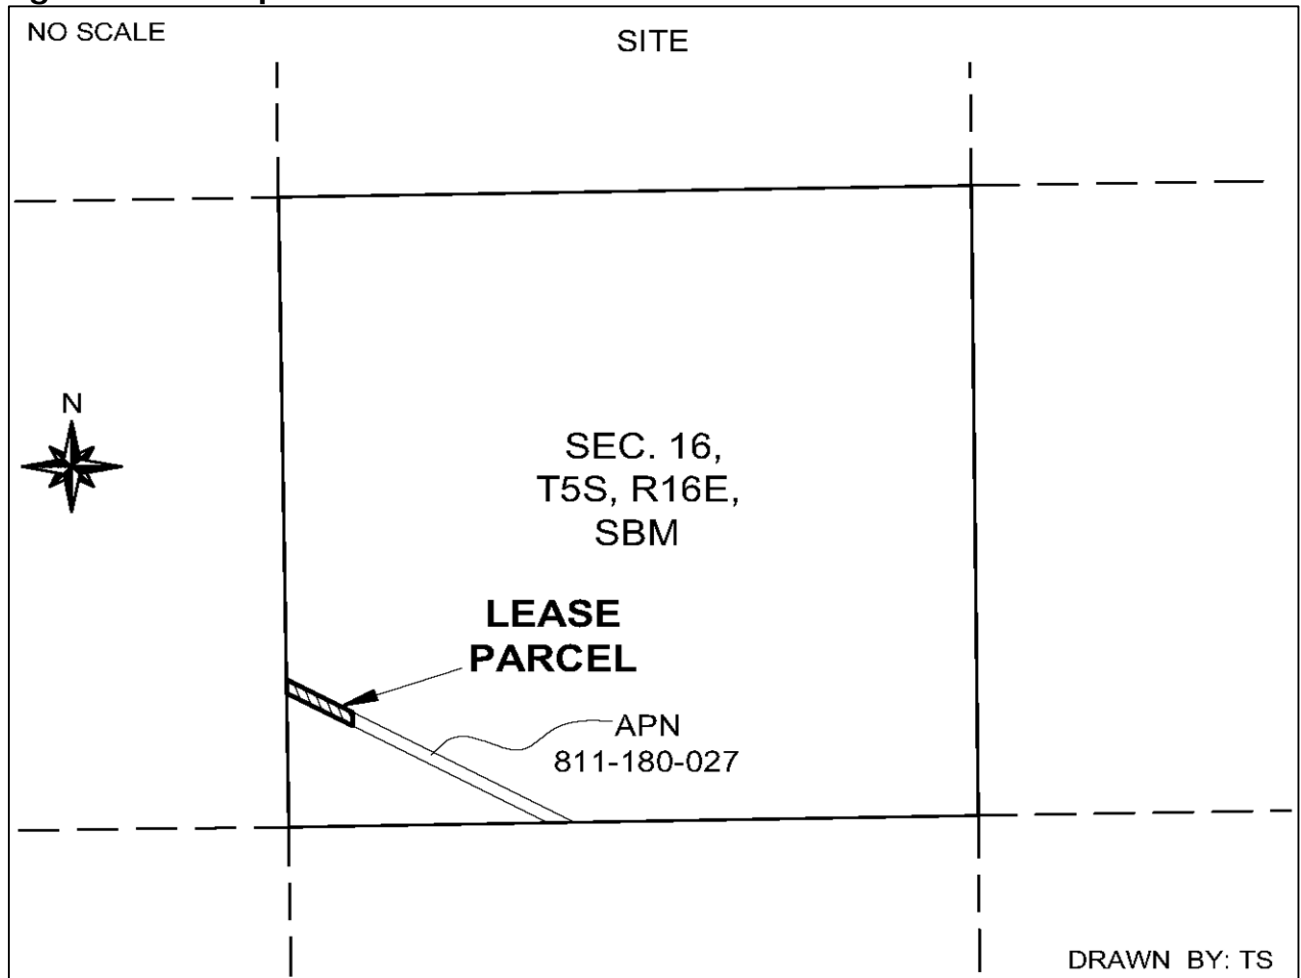 NO SCALE
SITE
N
SEC. 16,
T5S, R16E,
SBM
LEASE
PARCEL
APN
811-180-027
DRAWN BY: TS